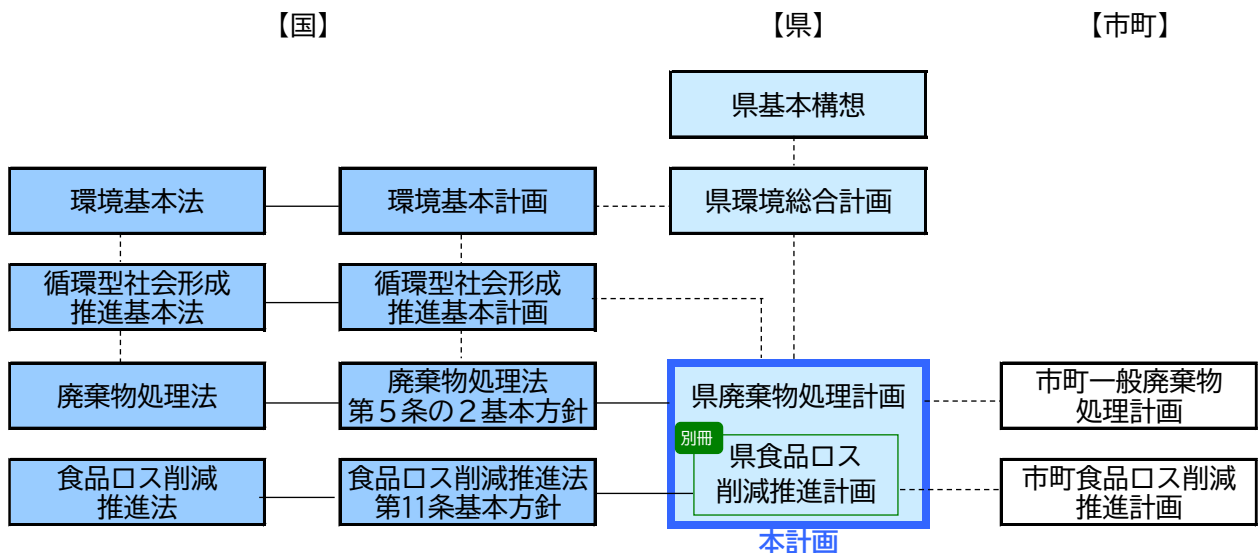 【国】
【県】
【市町】
県基本構想
環境基本法
環境基本計画
県環境総合計画
循環型社会形成
推進基本法
循環型社会形成
推進基本計画
廃棄物処理法
廃棄物処理法
第5条の2基本方針
県廃棄物処理計画
市町一般廃棄物
処理計画
別冊
食品ロス削減
推進法
食品ロス削減推進法
第11条基本方針
県食品ロス
削減推進計画
市町食品ロス削減
推進計画
本計画